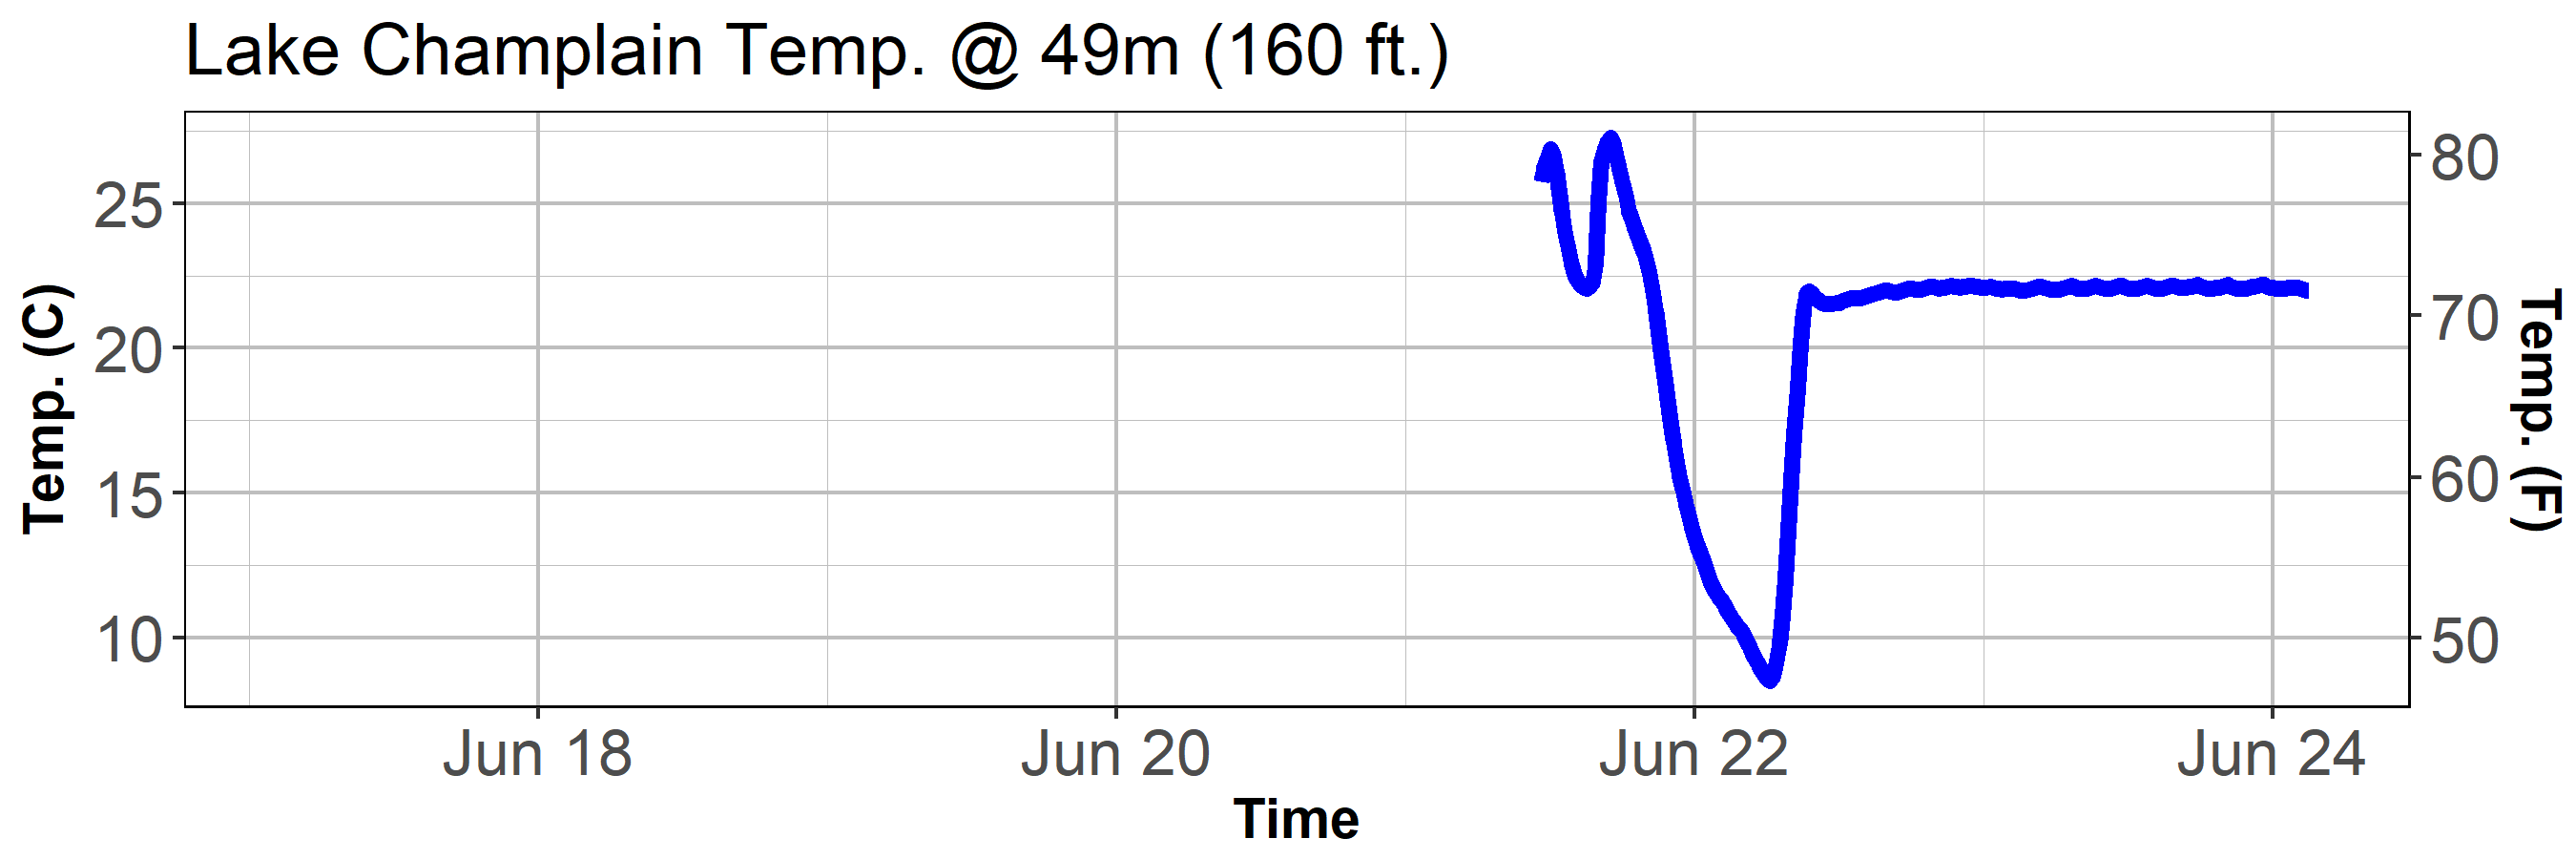 Lake Champlain Temp. @ 49m (160 ft.)
Temp. (C)
25
20
15
10
80
70
60
50
Temp. (F)
Jun 18
Jun 20
Jun 22
Jun 24
Time